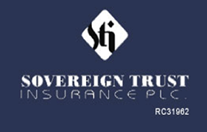 STI
SOVEREIGN TRUST
INSURANCE PLC.
RC31962